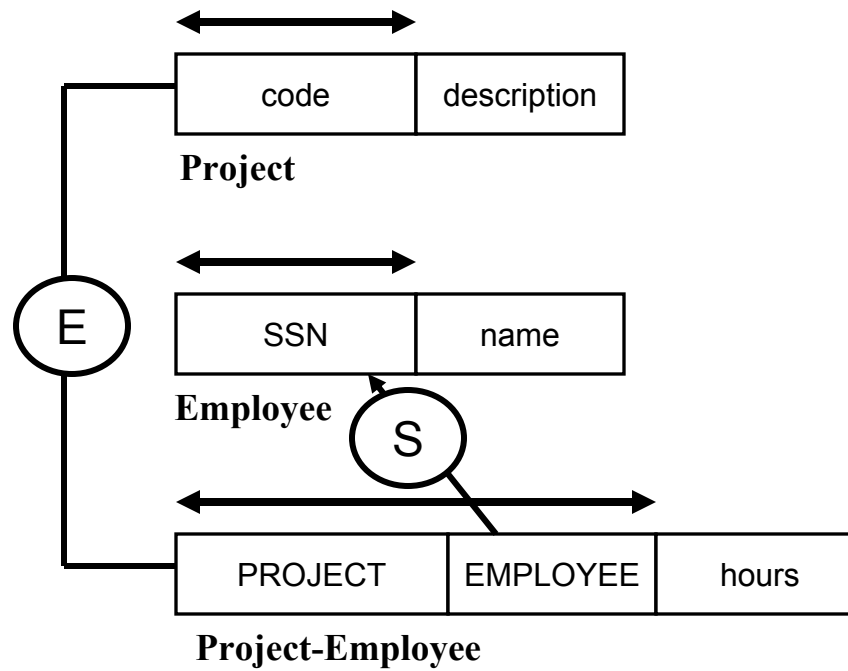 code description
Project
E
SSN name
Employee
S
PROJECT EMPLOYEE hours
Project-Employee